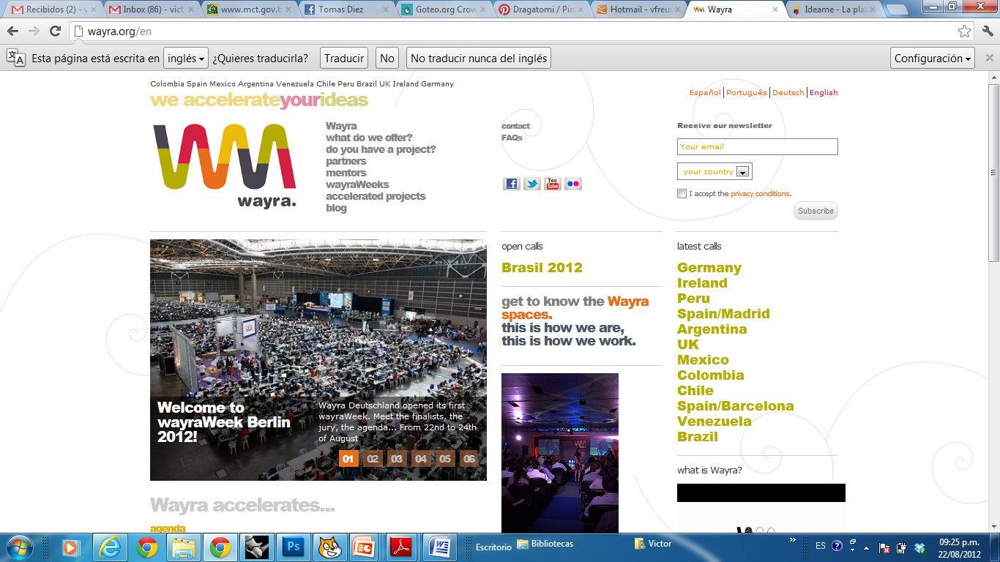 Recibidos (2) - v
Inbox (86) - vict
www.mct.gov.b
Tomas Diez
Goteo.org Crow
Dragatomi / Pin
Hotmail - vfreu
Wayra
Ideame - La plat
wayra.org/en
Esta página está escrita en inglés ¿Quieres traducirla? Traducir No No traducir nunca del inglés Configuración
Colombia Spain Mexico Argentina Venezuela Chile Peru Brazil UK Ireland Germany
we accelerateyourideas
Español | Português | Deutsch | English
wayra.
Wayra
what do we offer?
do you have a project?
partners
mentors
wayraWeeks
accelerated projects
blog
contact
FAQs
You Tube
Receive our newsletter
Your email
your country
I accept the privacy conditions.
Subscribe
Welcome to
wayraWeek Berlin
2012!
Wayra Deutschland opened its first
wayraWeek. Meet the finalists, the
jury, the agenda... From 22nd to 24th
of August
01 02 03 04 05 06
Wayra accelerates...
agenda
open calls
Brasil 2012
get to know the Wayra
spaces.
this is how we are,
this is how we work.
latest calls
Germany
Ireland
Peru
Spain/Madrid
Argentina
UK
Mexico
Colombia
Chile
Spain/Barcelona
Venezuela
Brazil
what is Wayra?
Ps
Escritorio
Bibliotecas
Victor
»
ES
09:25 p.m.
22/08/2012